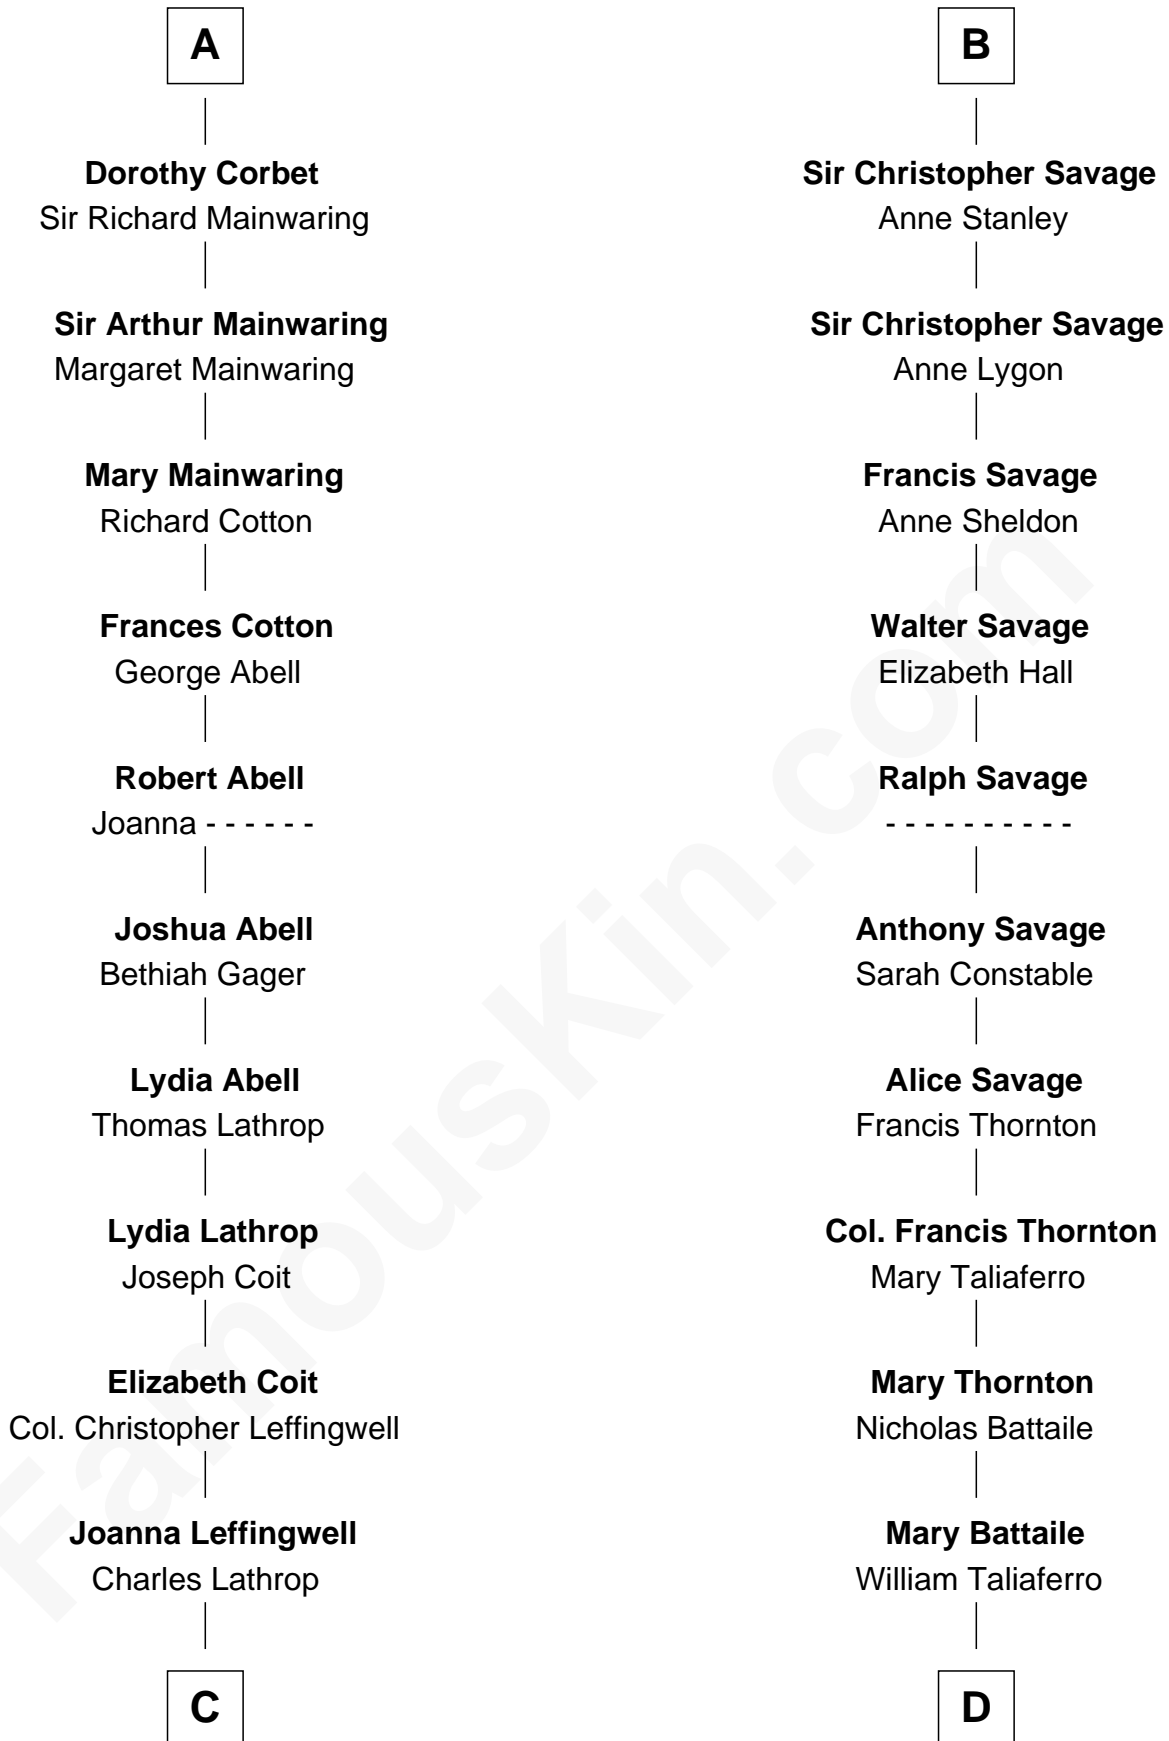 A
Dorothy Corbet
Sir Richard Mainwaring
Sir Arthur Mainwaring
Margaret Mainwaring
Mary Mainwaring
Richard Cotton
Frances Cotton
George Abell
Robert Abell
Joanna - - - - - -
Joshua Abell
Bethiah Gager
Lydia Abell
Thomas Lathrop
Lydia Lathrop
Joseph Coit
Elizabeth Coit
Col. Christopher Leffingwell
Joanna Leffingwell
Charles Lathrop
C
B
Sir Christopher Savage
Anne Stanley
Sir Christopher Savage
Anne Lygon
Francis Savage
Anne Sheldon
Walter Savage
Elizabeth Hall
Ralph Savage
- - - - - - - - - -
Anthony Savage
Sarah Constable
Alice Savage
Francis Thornton
Col. Francis Thornton
Mary Taliaferro
Mary Thornton
Nicholas Battaile
Mary Battaile
William Taliaferro
D
FamousKin.com